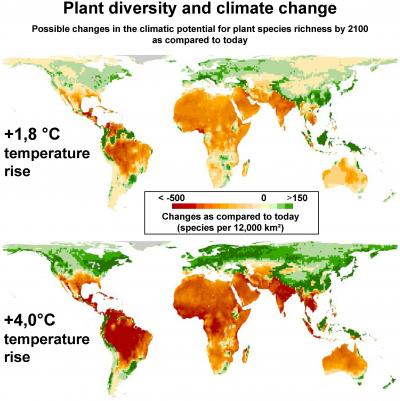 Plant diversity and climate change
Possible changes in the climatic potential for plant species richness by 2100
as compared to today
+1,8 °C
temperature
rise
< -500 0 >150
Changes as compared to today
(species per 12,000 km²)
+4,0°C
temperature
rise